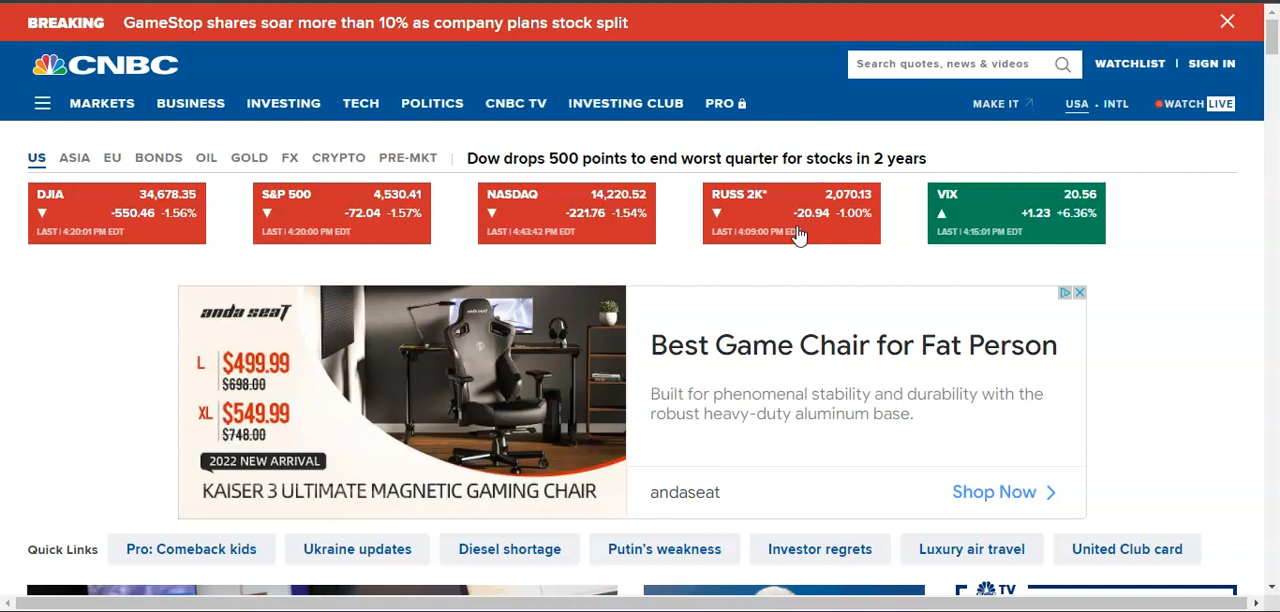 BREAKING GameStop shares soar more than 10% as company plans stock split
CNBC
Search quotes, news & videos
WATCHLIST | SIGN IN
MARKETS BUSINESS INVESTING TECH POLITICS CNBC TV INVESTING CLUB PRO
MAKE IT USA - INTL WATCH LIVE
US ASIA EU BONDS OIL GOLD FX CRYPTO PRE-MKT | Dow drops 500 points to end worst quarter for stocks in 2 years
DJIA 34,678.35
▼ -550.46 -1.56%
LAST | 4:20:01 PM EDT
S&P 500 4,530.41
▼ -72.04 -1.57%
LAST | 4:20:00 PM EDT
NASDAQ 14,220.52
▼ -221.76 -1.54%
LAST | 4:43:42 PM EDT
RUSS 2K* 2,070.13
▼ -20.94 -1.00%
LAST | 4:09:00 PM
VIX 20.56
▲ +1.23 +6.36%
LAST | 4:15:01 PM EDT
anda seaT
L $499.99
$698.00
XL $549.99
$748.00
2022 NEW ARRIVAL
KAISER 3 ULTIMATE MAGNETIC GAMING CHAIR
Best Game Chair for Fat Person
Built for phenomenal stability and durability with the
robust heavy-duty aluminum base.
andaseat
Shop Now
Quick Links Pro: Comeback kids Ukraine updates Diesel shortage Putin’s weakness Investor regrets Luxury air travel United Club card
TV